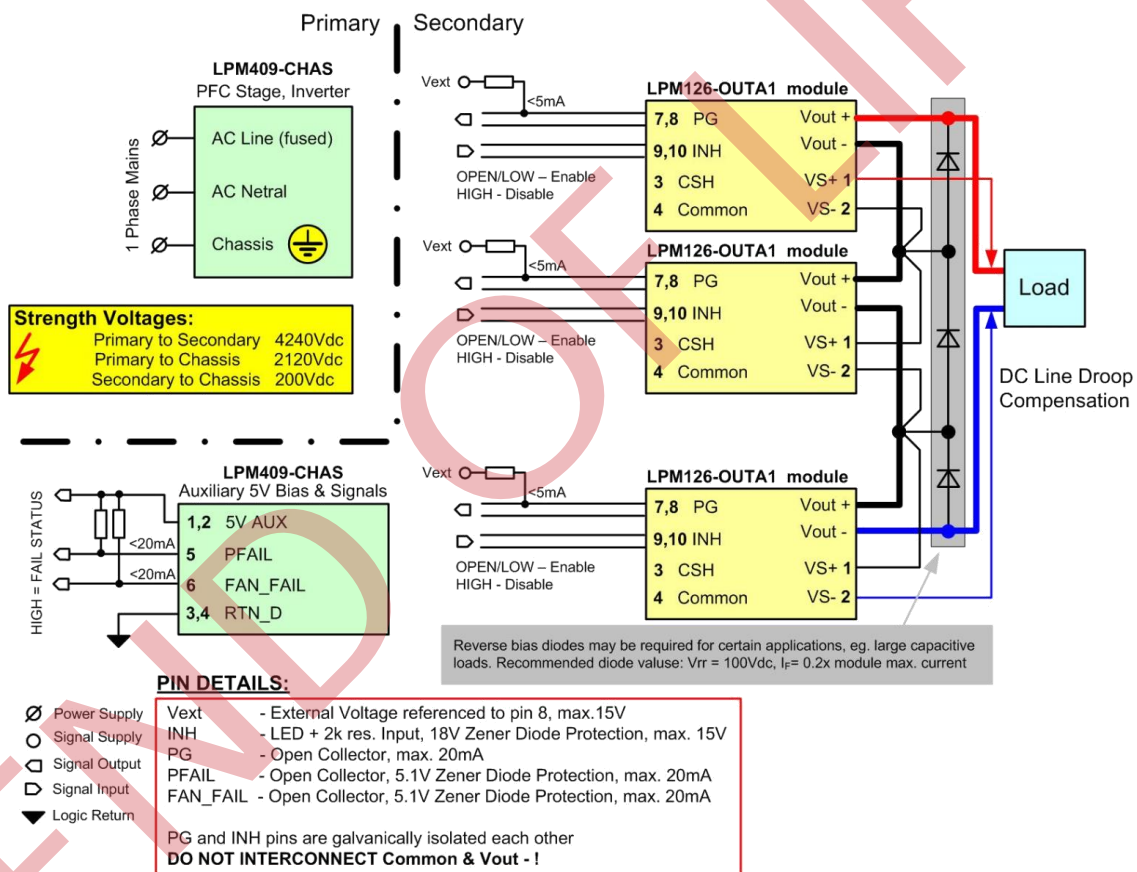 Primary
Secondary
LPM409-CHAS
PFC Stage, Inverter
1 Phase Mains
AC Line (fused)
AC Netral
Chassis
Strength Voltages:
Primary to Secondary 4240Vdc
Primary to Chassis 2120Vdc
Secondary to Chassis 200Vdc
LPM409-CHAS
Auxiliary 5V Bias & Signals
HIGH = FAIL STATUS
1,2 5V AUX
<20mA
5 PFAIL
<20mA
6 FAN_FAIL
3,4 RTN_D
Vext
<5mA
OPEN/LOW – Enable
HIGH - Disable
LPM126-OUTA1 module
7,8 PG Vout +
Vout -
9,10 INH
3 CSH VS+ 1
4 Common VS- 2
Vext
<5mA
OPEN/LOW – Enable
HIGH - Disable
LPM126-OUTA1 module
7,8 PG Vout +
9,10 INH Vout -
3 CSH VS+ 1
4 Common VS- 2
Vext
<5mA
OPEN/LOW – Enable
HIGH - Disable
LPM126-OUTA1 module
7,8 PG Vout +
9,10 INH Vout -
3 CSH VS+ 1
4 Common VS- 2
Load
DC Line Droop
Compensation
Reverse bias diodes may be required for certain applications, eg. large capacitive
loads. Recommended diode valuse: Vrr = 100Vdc, IF= 0.2x module max. current
PIN DETAILS:
Power Supply
Signal Supply
Signal Output
Signal Input
Logic Return
Vext - External Voltage referenced to pin 8, max.15V
INH - LED + 2k res. Input, 18V Zener Diode Protection, max. 15V
PG - Open Collector, max. 20mA
PFAIL - Open Collector, 5.1V Zener Diode Protection, max. 20mA
FAN_FAIL - Open Collector, 5.1V Zener Diode Protection, max. 20mA
PG and INH pins are galvanically isolated each other
DO NOT INTERCONNECT Common & Vout - !
END OF LIF